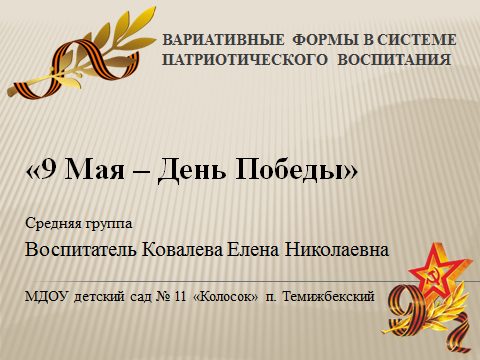 ВАРИАТИВНЫЕ ФОРМЫ В СИСТЕМЕ
ПАТРИОТИЧЕСКОГО ВОСПИТАНИЯ
«9 Мая – День Победы»
Средняя группа
Воспитатель Ковалева Елена Николаевна
МДОУ детский сад № 11 «Колосок» п. Темижбекский